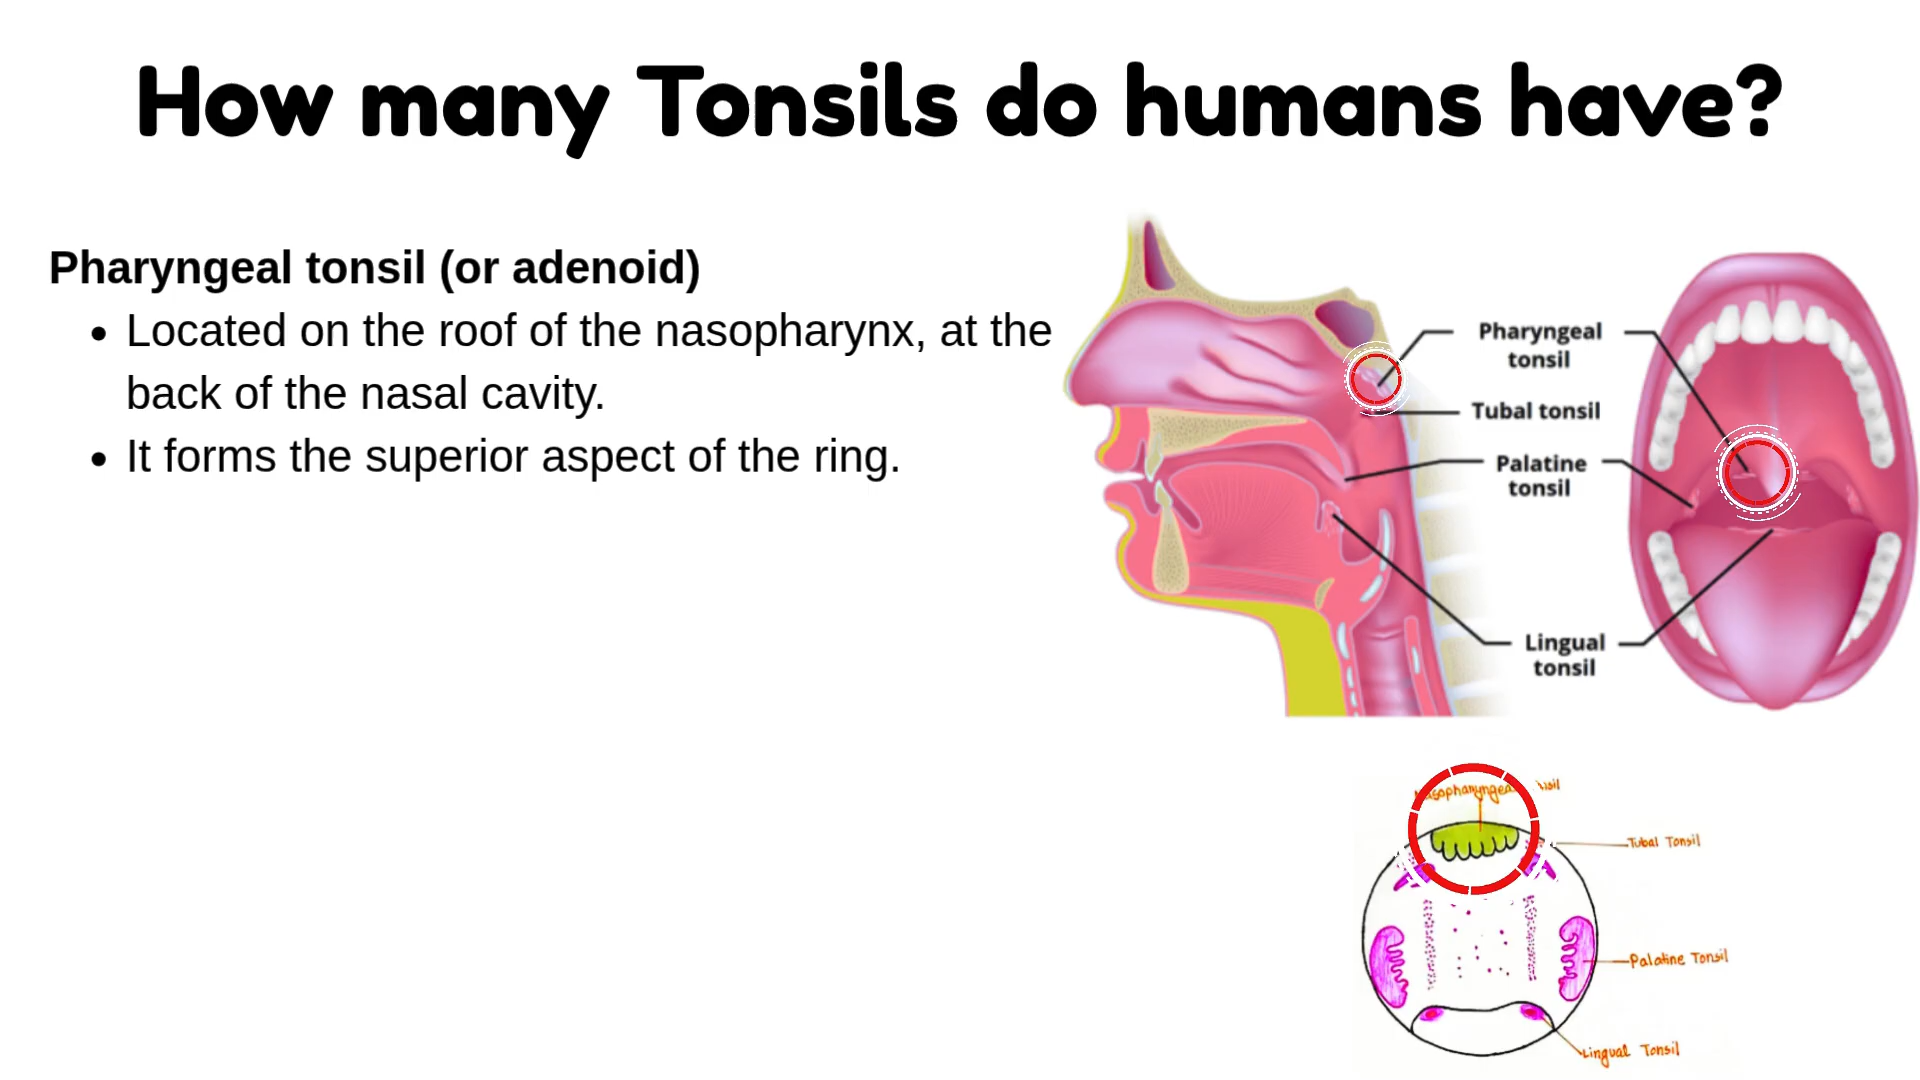 How many Tonsils do humans have?
Pharyngeal tonsil (or adenoid)
• Located on the roof of the nasopharynx, at the
back of the nasal cavity.
• It forms the superior aspect of the ring.
Pharyngeal
tonsil
Tubal tonsil
Palatine
tonsil
Lingual
tonsil
Tubal Tonsil
Palatine Tonsil
Lingual Tonsil